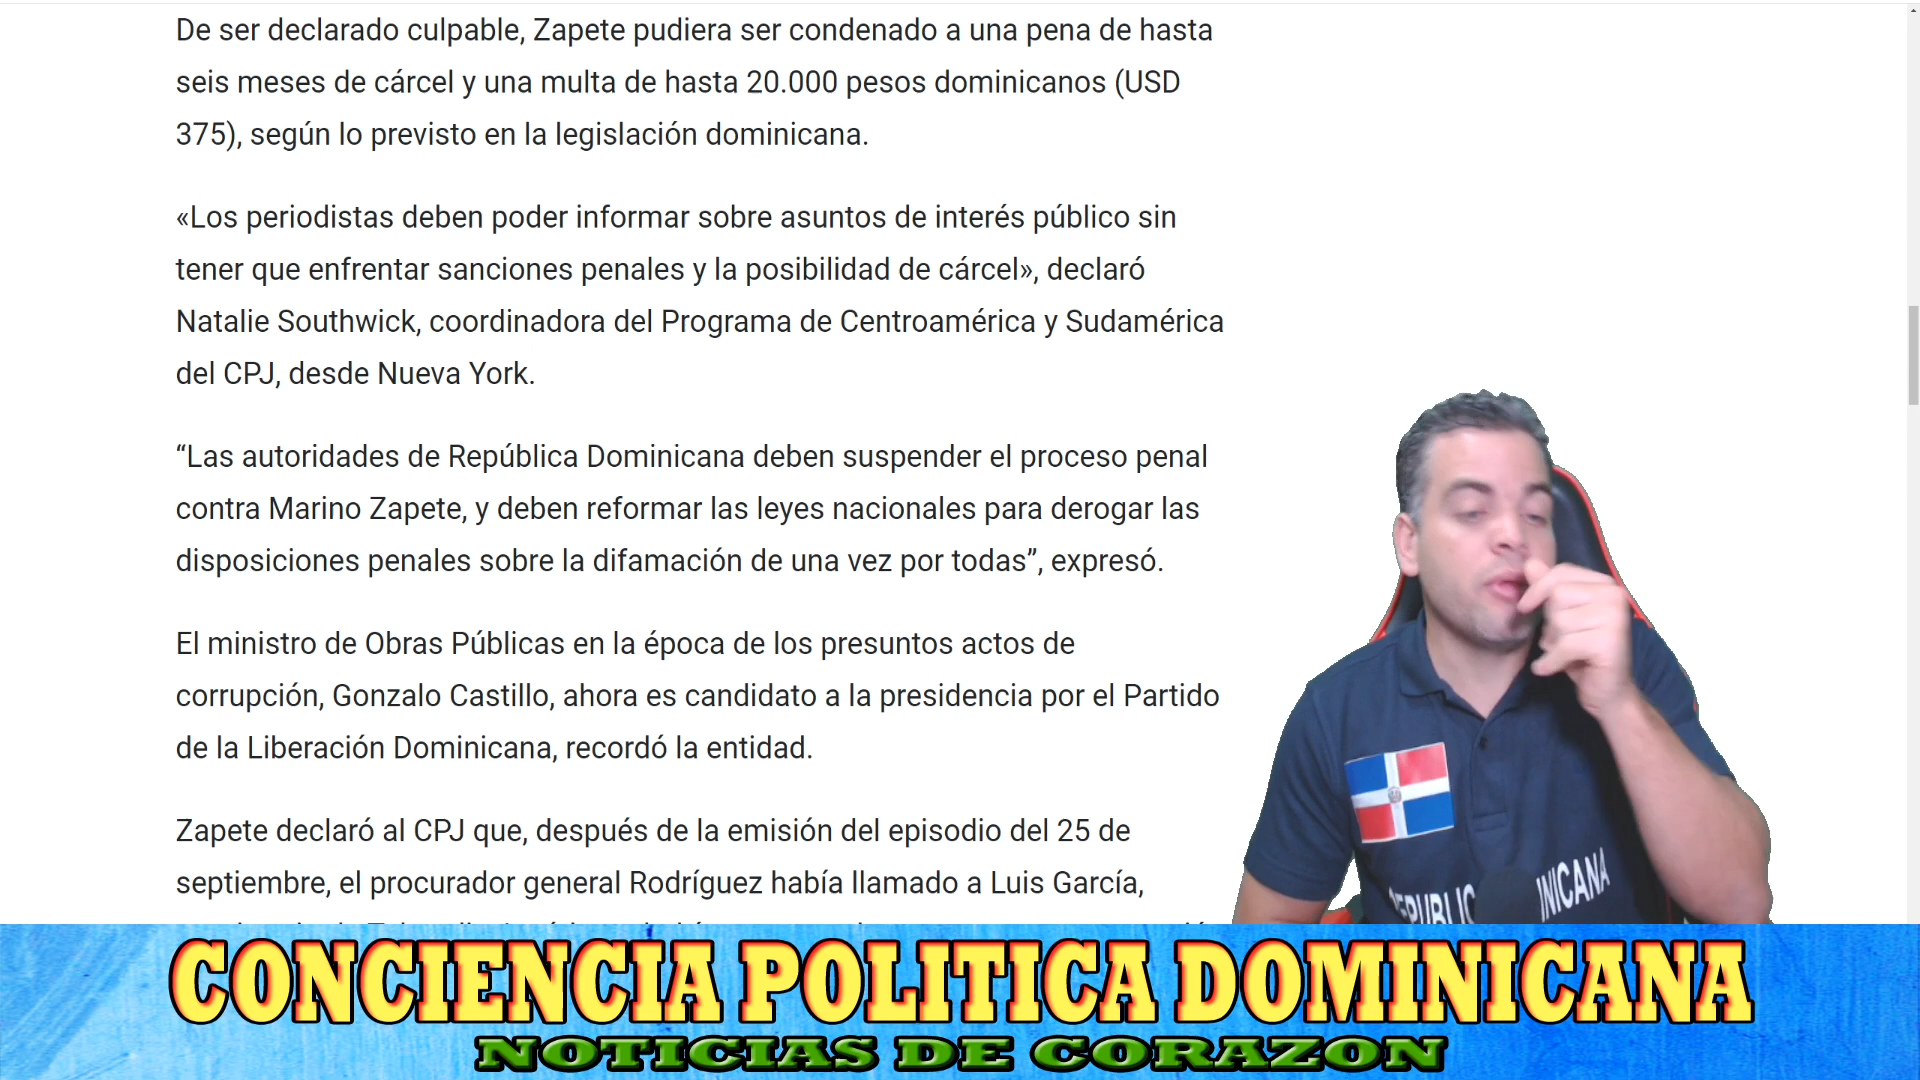 De ser declarado culpable, Zapete pudiera ser condenado a una pena de hasta
seis meses de cárcel y una multa de hasta 20.000 pesos dominicanos (USD
375), según lo previsto en la legislación dominicana.
«Los periodistas deben poder informar sobre asuntos de interés público sin
tener que enfrentar sanciones penales y la posibilidad de cárcel», declaró
Natalie Southwick, coordinadora del Programa de Centroamérica y Sudamérica
del CPJ, desde Nueva York.
“Las autoridades de República Dominicana deben suspender el proceso penal
contra Marino Zapete, y deben reformar las leyes nacionales para derogar las
disposiciones penales sobre la difamación de una vez por todas”, expresó.
El ministro de Obras Públicas en la época de los presuntos actos de
corrupción, Gonzalo Castillo, ahora es candidato a la presidencia por el Partido
de la Liberación Dominicana, recordó la entidad.
Zapete declaró al CPJ que, después de la emisión del episodio del 25 de
septiembre, el procurador general Rodríguez había llamado a Luis García,
CONCIENCIA POLITICA DOMINICANA
NOTICIAS DE CORAZON